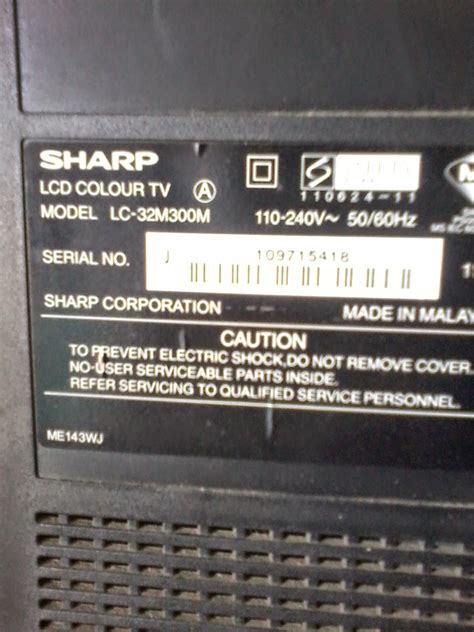 SHARP
LCD COLOUR TV A
110624-11
MODEL LC-32M300M 110-240V~ 50/60Hz
SERIAL NO. J 109715418
SHARP CORPORATION MADE IN MALAY
CAUTION
TO PREVENT ELECTRIC SHOCK,DO NOT REMOVE COVER.
NO USER SERVICEABLE PARTS INSIDE.
REFER SERVICING TO QUALIFIED SERVICE PERSONNEL.
ME143WJ